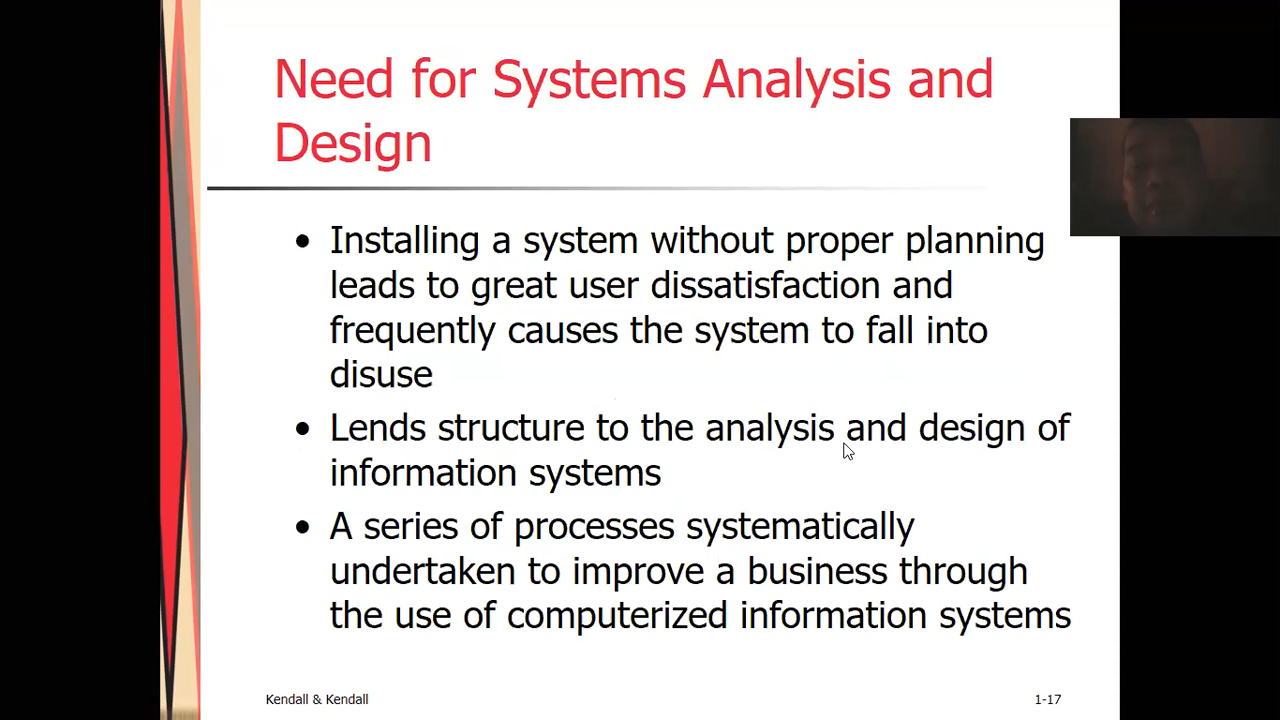 Need for Systems Analysis and
Design
• Installing a system without proper planning
leads to great user dissatisfaction and
frequently causes the system to fall into
disuse
• Lends structure to the analysis and design of
information systems
• A series of processes systematically
undertaken to improve a business through
the use of computerized information systems
Kendall & Kendall
1-17